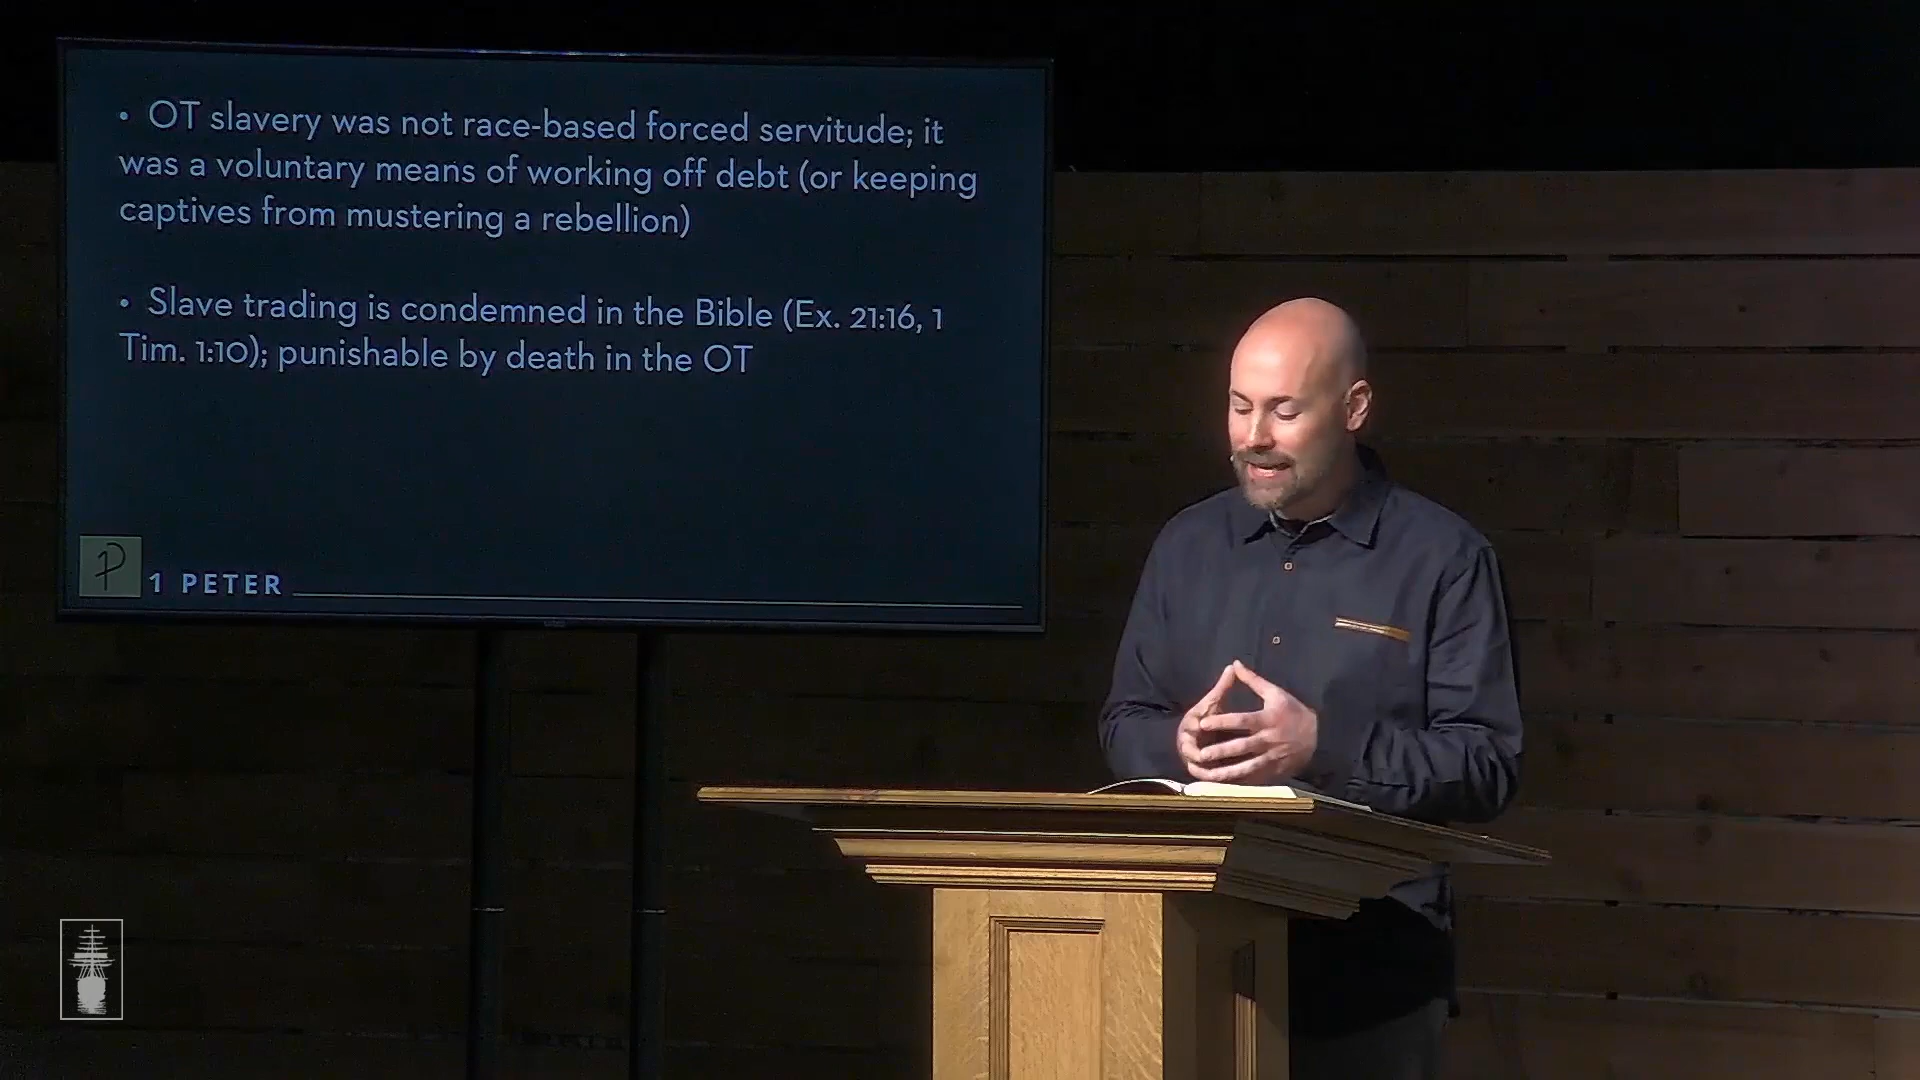 • OT slavery was not race-based forced servitude; it
was a voluntary means of working off debt (or keeping
captives from mustering a rebellion)
• Slave trading is condemned in the Bible (Ex. 21:16, 1
Tim. 1:10); punishable by death in the OT
1 PETER